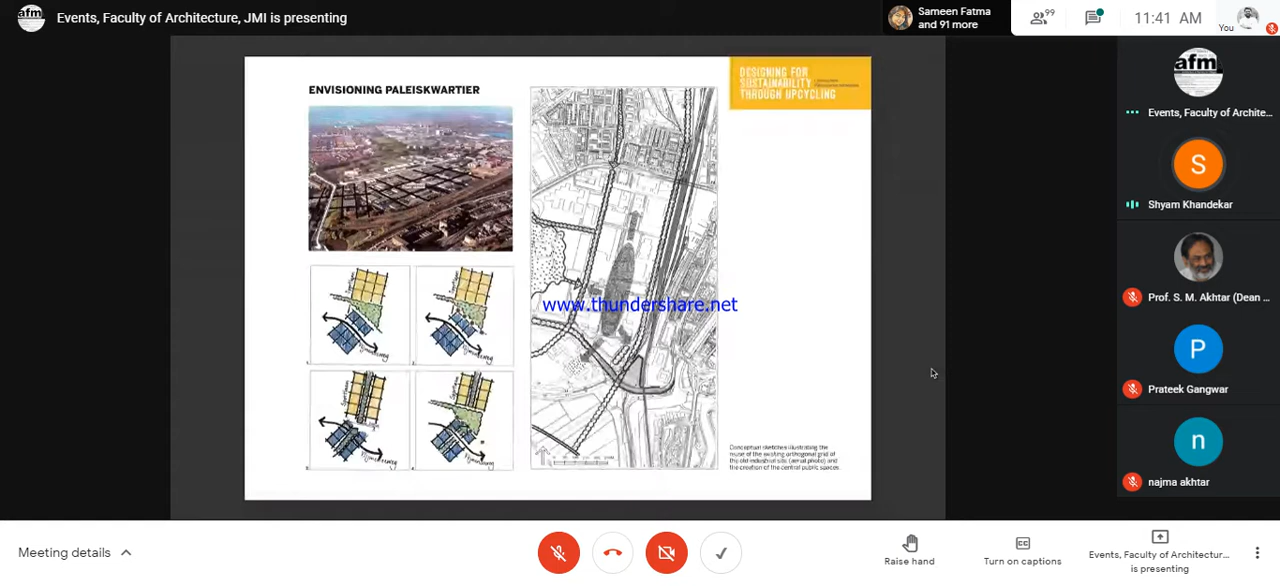 Events, Faculty of Architecture, JMI is presenting
Sameen Fatma
and 91 more
99
11:41 AM
You
afm
DESIGNING FOR
SUSTAINABILITY
THROUGH UPCYCLING
ENVISIONING PALEISKWARTIER
www.thundershare.net
Conceptual sketches illustrating the
reuse of the existing orthogonal grid of
the old industrial site (aerial photo) and
the creation of the central public spaces.
afm
Events, Faculty of Archite...
S
Shyam Khandekar
Prof. S. M. Akhtar (Dean ...
P
Prateek Gangwar
n
najma akhtar
Meeting details
Raise hand
Turn on captions
Events, Faculty of Architectur...
is presenting